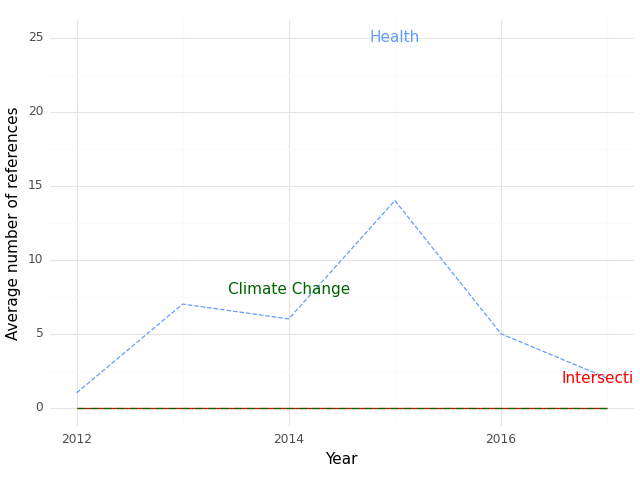 Health
25
20
15
10
5
0
Average number of references
Climate Change
Intersecti
2012
2014
2016
Year